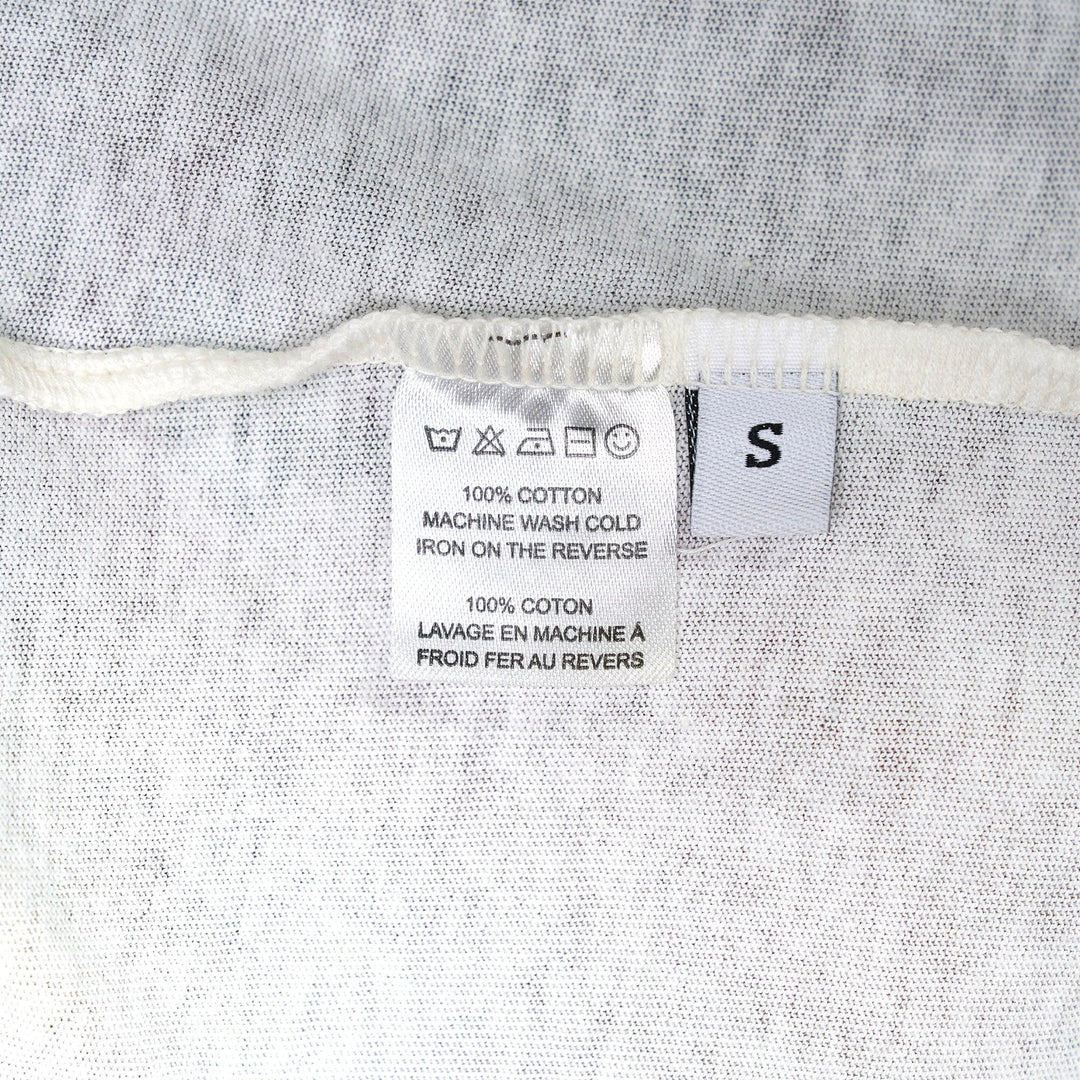 100% COTTON
MACHINE WASH COLD
IRON ON THE REVERSE
100% COTON
LAVAGE EN MACHINE Á
FROID FER AU REVERS
S